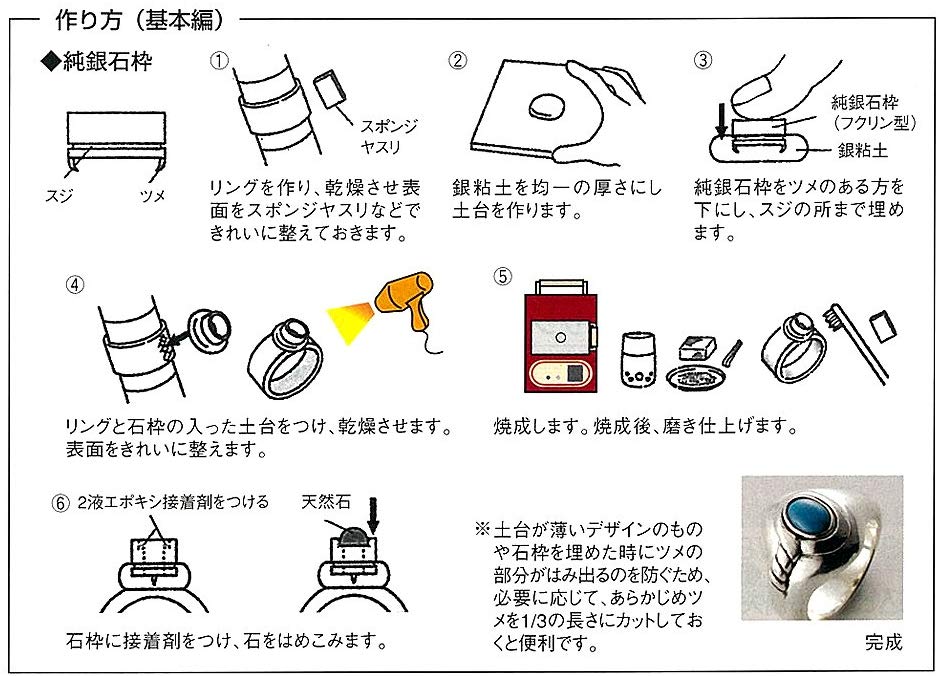 作り方（基本編）
◆純銀石枠
スジ
ツメ
①
スポンジ
ヤスリ
リングを作り、乾燥させ表
面をスポンジヤスリなどで
きれいに整えておきます。
②
銀粘土を均一の厚さにし
土台を作ります。
③
純銀石枠
（フクリン型）
銀粘土
純銀石枠をツメのある方を
下にし、スジの所まで埋め
ます。
④
リングと石枠の入った土台をつけ、乾燥させます。
表面をきれいに整えます。
⑤
焼成します。焼成後、磨き仕上げます。
⑥ 2液エポキシ接着剤をつける
天然石
石枠に接着剤をつけ、石をはめこみます。
※土台が薄いデザインのもの
や石枠を埋めた時にツメの
部分がはみ出るのを防ぐため、
必要に応じて、あらかじめツ
メを1/3の長さにカットしてお
くと便利です。
完成